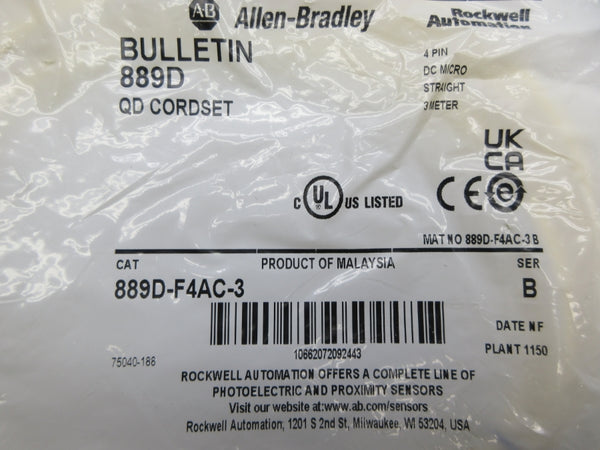 AB Allen-Bradley Rockwell Automation
BULLETIN
889D
QD CORDSET
4 PIN
DC MICRO
STRAIGHT
3 METER
UK
CA
C UL US LISTED CE
MAT NO 889D-F4AC-3 B
CAT PRODUCT OF MALAYSIA SER
889D-F4AC-3 B
DATE NF
10662072092443
75040-186 PLANT 1150
ROCKWELL AUTOMATION OFFERS A COMPLETE LINE OF
PHOTOELECTRIC AND PROXIMITY SENSORS
Visit our website at:www.ab.com/sensors
Rockwell Automation, 1201 S 2nd St, Milwaukee, WI 53204, USA